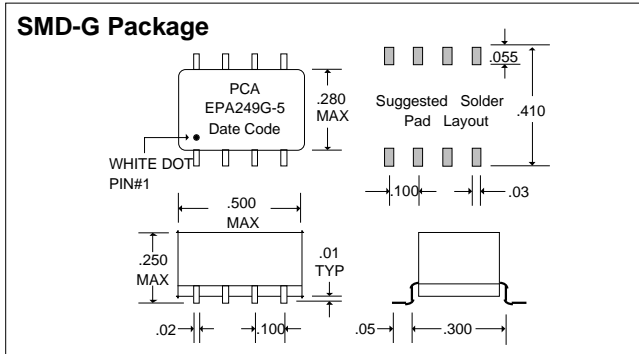 SMD-G Package
PCA
EPA249G-5
Date Code
WHITE DOT
PIN#1
.280
MAX
.055
Suggested Solder
Pad Layout
.410
.100
.03
.500
MAX
.250
MAX
.01
TYP
.02
.100
.05
.300